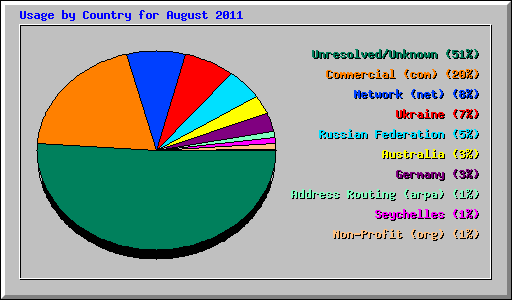 Usage by Country for August 2011
Unresolved/Unknown (51%)
Commercial (com) (20%)
Network (net) (8%)
Ukraine (7%)
Russian Federation (5%)
Australia (3%)
Germany (3%)
Address Routing (arpa) (1%)
Seychelles (1%)
Non-Profit (org) (1%)